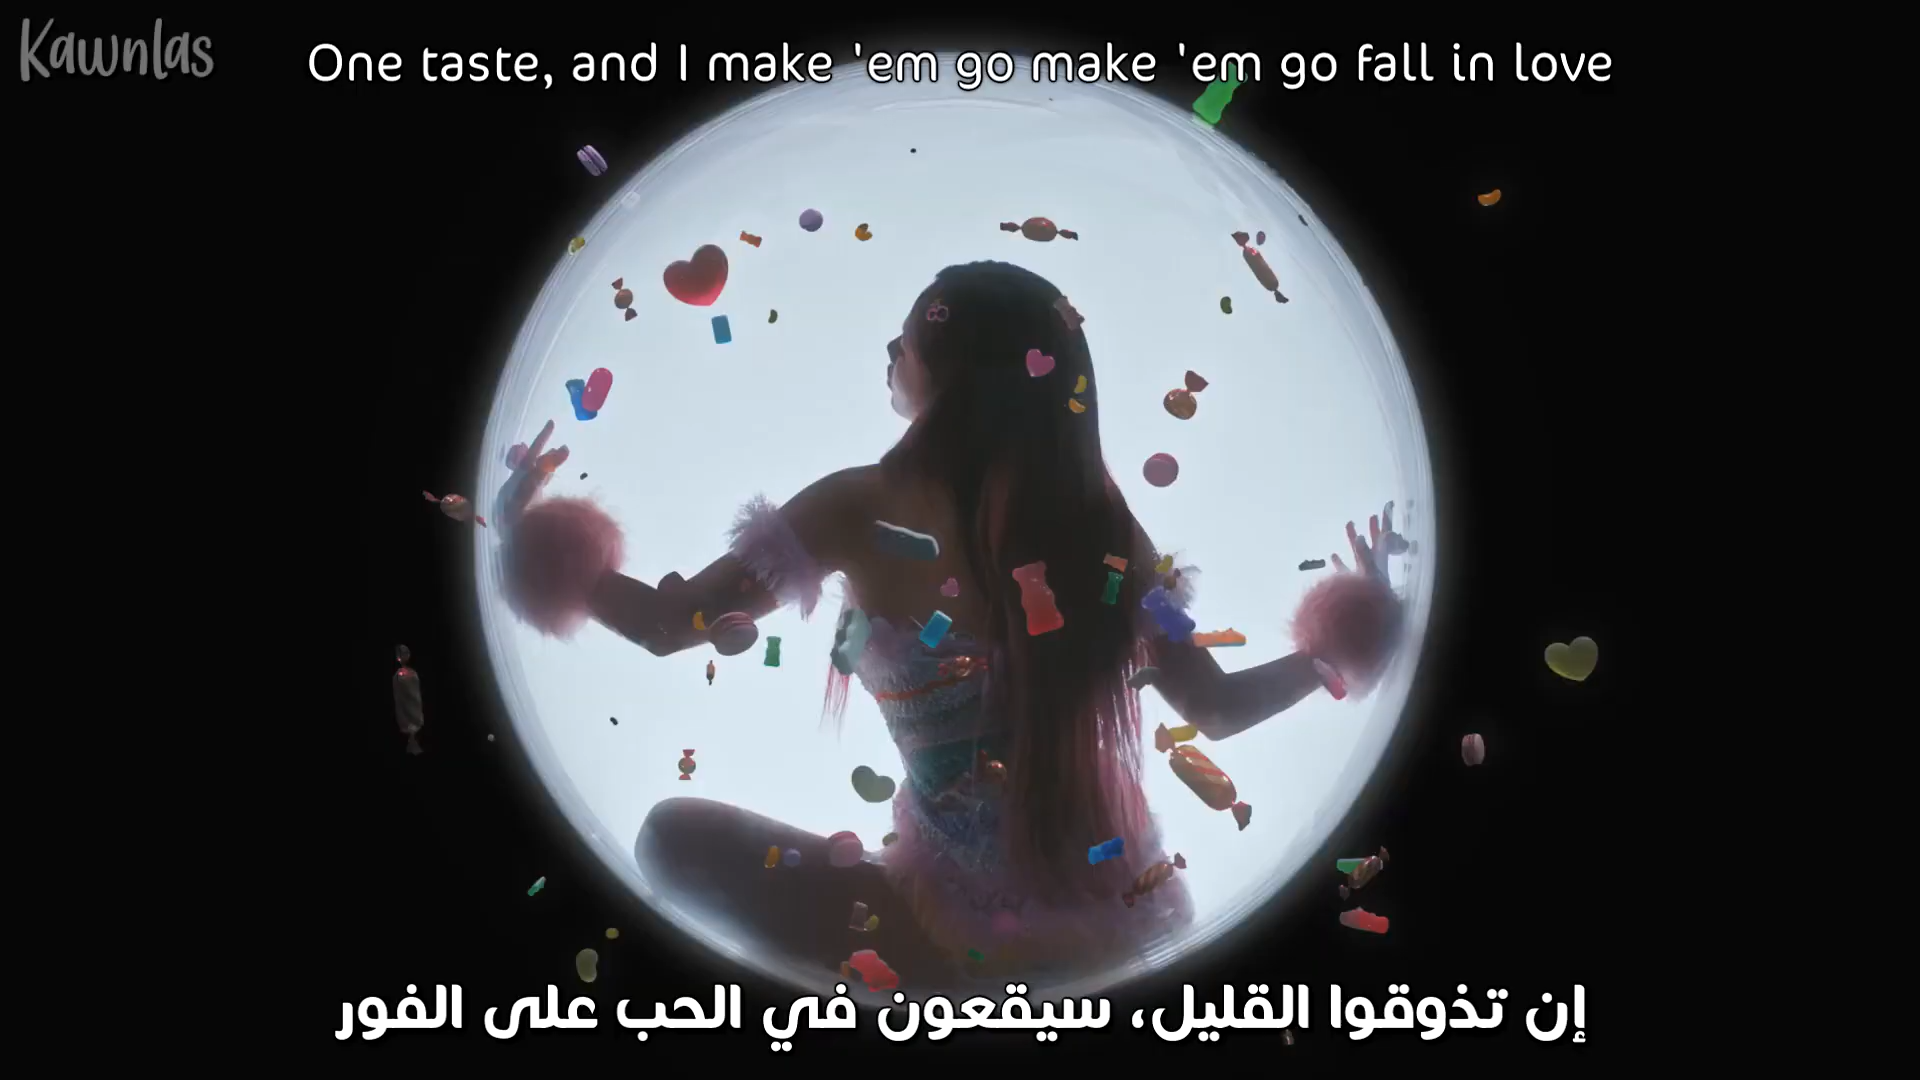 Kawnlas
One taste, and I make 'em go make 'em go fall in love
إن تذوقوا القليل، سيقعون في الحب على الفور